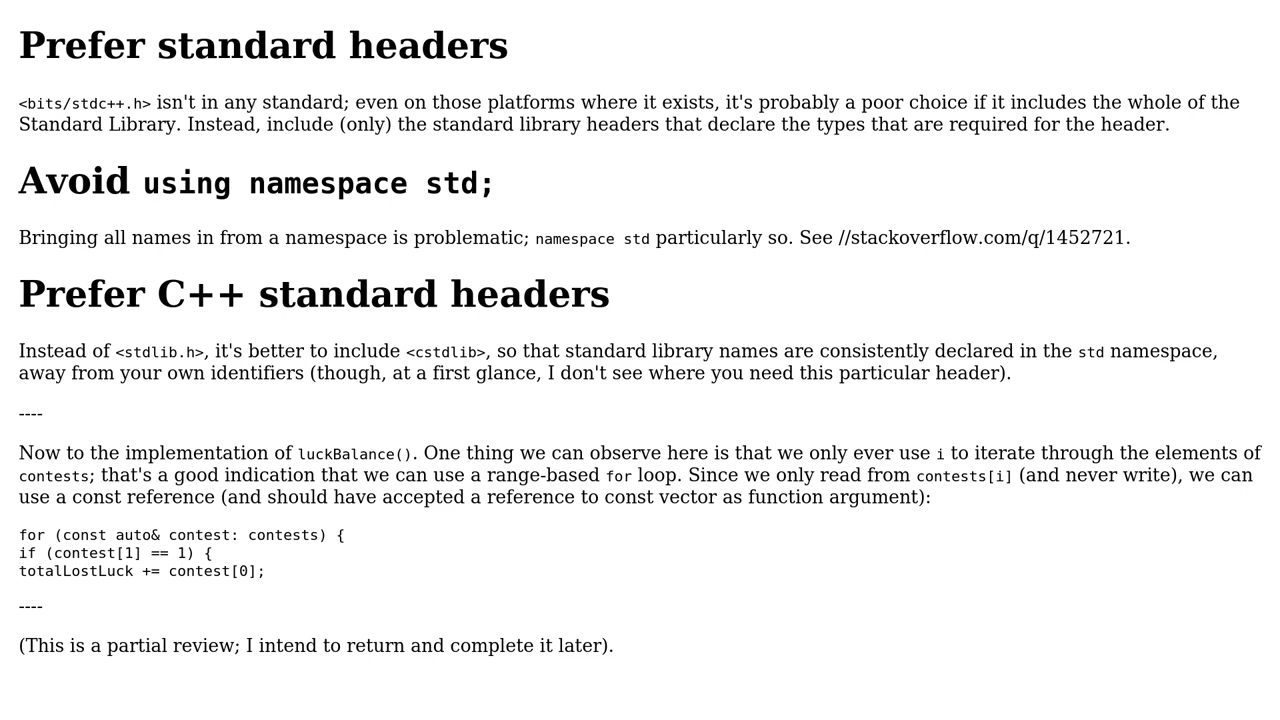 Prefer standard headers
<bits/stdc++.h> isn't in any standard; even on those platforms where it exists, it's probably a poor choice if it includes the whole of the
Standard Library. Instead, include (only) the standard library headers that declare the types that are required for the header.
Avoid using namespace std;
Bringing all names in from a namespace is problematic; namespace std particularly so. See //stackoverflow.com/q/1452721.
Prefer C++ standard headers
Instead of <stdlib.h>, it's better to include <cstdlib>, so that standard library names are consistently declared in the std namespace,
away from your own identifiers (though, at a first glance, I don't see where you need this particular header).
----
Now to the implementation of luckBalance(). One thing we can observe here is that we only ever use i to iterate through the elements of
contests; that's a good indication that we can use a range-based for loop. Since we only read from contests[i] (and never write), we can
use a const reference (and should have accepted a reference to const vector as function argument):
for (const auto& contest: contests) {
if (contest[1] == 1) {
totalLostLuck += contest[0];
----
(This is a partial review; I intend to return and complete it later).